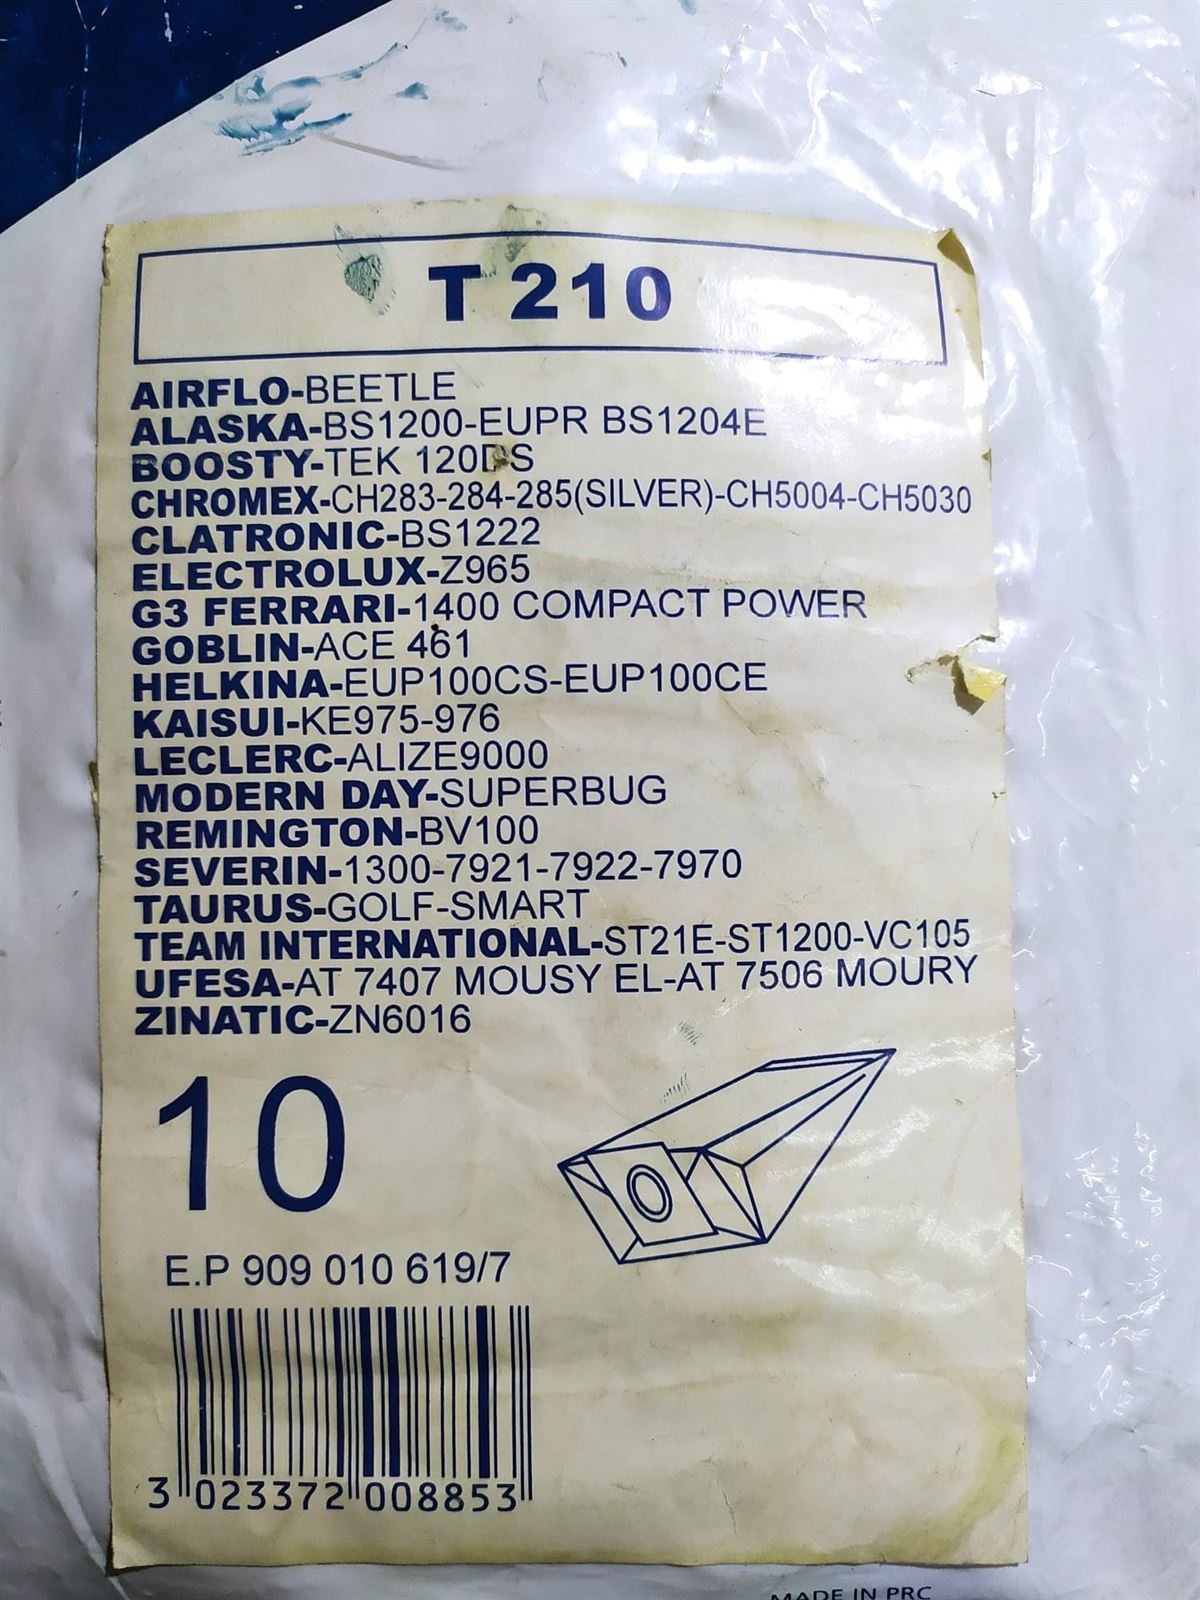 T 210
AIRFLO-BEETLE
ALASKA-BS1200-EUPR BS1204E
BOOSTY-TEK 120DS
CHROMEX-CH283-284-285(SILVER)-CH5004-CH5030
CLATRONIC-BS1222
ELECTROLUX-Z965
G3 FERRARI-1400 COMPACT POWER
GOBLIN-ACE 461
HELKINA-EUP100CS-EUP100CE
KAISUI-KE975-976
LECLERC-ALIZE9000
MODERN DAY-SUPERBUG
REMINGTON-BV100
SEVERIN-1300-7921-7922-7970
TAURUS-GOLF-SMART
TEAM INTERNATIONAL-ST21E-ST1200-VC105
UFESA-AT 7407 MOUSY EL-AT 7506 MOURY
ZINATIC-ZN6016
10
E.P 909 010 619/7
3 023372 008853
MADE IN PRC